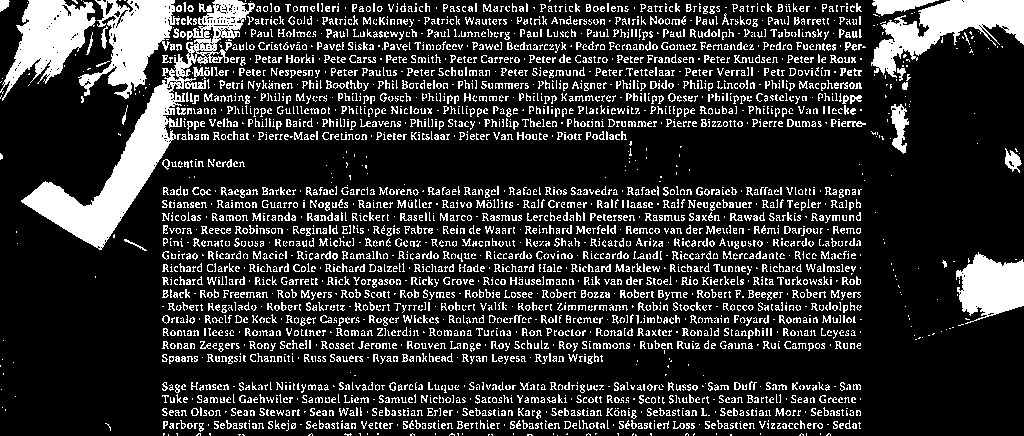 Paolo Ravera · Paolo Tomelleri · Paolo Vidaich · Pascal Marchal · Patrick Boelens · Patrick Briggs · Patrick Büker · Patrick
Patrick Gold · Patrick McKinney · Patrick Wauters · Patrik Andersson · Patrik Noomé · Paul Årskog · Paul Barrett · Paul
Sophie Dann · Paul Holmes · Paul Lukasewych · Paul Lunneberg · Paul Lusch · Paul Phillips · Paul Rudolph · Paul Tabolinsky · Paul
Van · Paulo Cristóvão · Pavel Siska · Pavel Timofeev · Pawel Bednarczyk · Pedro Fernando Gomez Fernandez · Pedro Fuentes · Per-
Erik Westerberg · Petar Horki · Pete Carss · Pete Smith · Peter Carrero · Peter de Castro · Peter Frandsen · Peter Knudsen · Peter le Roux ·
Peter Möller · Peter Nespesny · Peter Paulus · Peter Schulman · Peter Siegmund · Peter Tettelaar · Peter Verrall · Petr Dovičin · Petr
· Petri Nykänen · Phil Boothby · Phil Bordelon · Phil Summers · Philip Aigner · Philip Dido · Philip Lincoln · Philip Macpherson
· Philip Manning · Philip Myers · Philipp Gosch · Philipp Hemmer · Philipp Kammerer · Philipp Oeser · Philippe Casteleyn · Philippe
· Philippe Guillemot · Philippe Nicloux · Philippe Page · Philippe Platkiewitz · Philippe Roubal · Philippe Van Hecke ·
Philippe Velha · Phillip Baird · Phillip Leavens · Phillip Stacy · Phillip Thelen · Photini Drummer · Pierre Bizzotto · Pierre Dumas · Pierre-
Abraham Rochat · Pierre-Mael Cretinon · Pieter Kitslaar · Pieter Van Houte · Piotr Podlach
Quentin Nerden
Radu Coc · Raegan Barker · Rafael Garcia Moreno · Rafael Rangel · Rafael Rios Saavedra · Rafael Solon Goraieb · Raffael Vlotti · Ragnar
Stiansen · Raimon Guarro i Nogués · Rainer Müller · Raivo Möllits · Ralf Cremer · Ralf Haase · Ralf Neugebauer · Ralf Tepler · Ralph
Nicolas · Ramon Miranda · Randall Rickert · Raselli Marco · Rasmus Lerchedahl Petersen · Rasmus Saxén · Rawad Sarkis · Raymund
Evora · Reece Robinson · Reginald Ellis · Régis Fabre · Rein de Waart · Reinhard Merfeld · Remco van der Meulen · Rémi Darjour · Remo
Pini · Renato Sousa · Renaud Michel · René Genz · Reno Maenhout · Reza Shah · Ricardo Ariza · Ricardo Augusto · Ricardo Laborda
Guirao · Ricardo Maciel · Ricardo Ramalho · Ricardo Roque · Riccardo Covino · Riccardo Landi · Riccardo Mercadante · Rice Maffe ·
Richard Clarke · Richard Cole · Richard Dalzell · Richard Hade · Richard Hale · Richard Marklew · Richard Tunney · Richard Walmsley ·
Richard Willard · Rick Garrett · Rick Yorgason · Ricky Grove · Rico Häuselmann · Rik van der Stoel · Rio Kierkels · Rita Turkowski · Rob
Black · Rob Freeman · Rob Myers · Rob Scott · Rob Symes · Robbie Losee · Robert Bozza · Robert Byrne · Robert F. Beeger · Robert Myers
· Robert Regalado · Robert Sakretz · Robert Tyrrell · Robert Valik · Robert Zimmermann · Robin Stocker · Rocco Satalino · Rodolphe
Ortalo · Roelf De Kock · Roger Caspers · Roger Wickes · Roland Doerffer · Rolf Bremer · Rolf Limbach · Romain Foyard · Romain Mullot ·
Roman Heese · Roman Vottner · Roman Zherdin · Romana Turina · Ron Proctor · Ronald Raxter · Ronald Stanphill · Ronan Leyesa ·
Ronan Zeegers · Rony Schell · Rosset Jerome · Rouven Lange · Roy Schulz · Roy Simmons · Ruben Ruiz de Gauna · Rui Campos · Rune
Spaans · Rungsit Channiti · Russ Sauers · Ryan Bankhead · Ryan Leyesa · Rylan Wright
Sage Hansen · Sakari Niittymaa · Salvador García Luque · Salvador Mata Rodriguez · Salvatore Russo · Sam Duff · Sam Kovaka · Sam
Tuke · Samuel Gaehwiler · Samuel Liem · Samuel Nicholas · Satoshi Yamasaki · Scott Ross · Scott Shubert · Sean Bartell · Sean Greene ·
Sean Olson · Sean Stewart · Sean Wall · Sebastian Erler · Sebastian Karg · Sebastian König · Sebastian L. · Sebastian Morr · Sebastian
Parborg · Sebastian Skejø · Sebastian Vetter · Sébastien Berthier · Sébastien Delhotal · Sébastien Loss · Sebastien Vizzacchero · Sedat